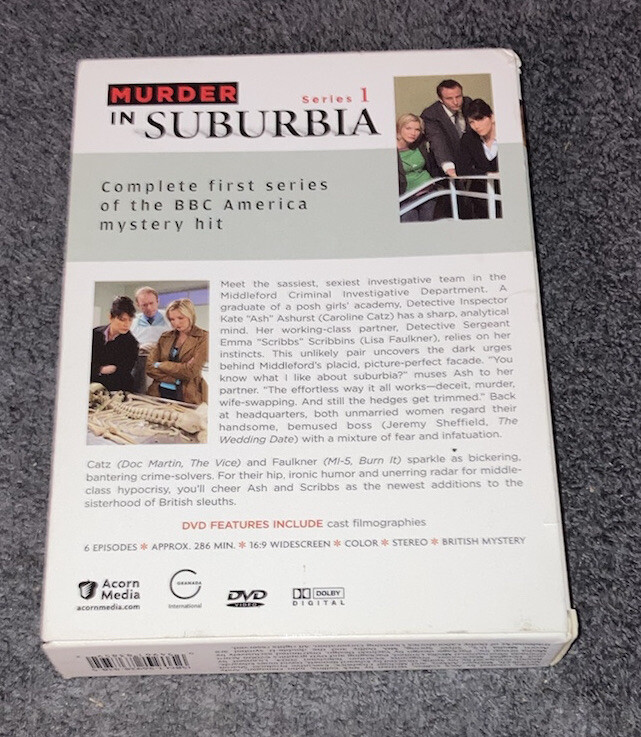 MURDER
Series 1
IN SUBURBIA
Complete first series
of the BBC America
mystery hit
Meet the sassiest, sexiest investigative team in the
Middleford Criminal Investigative Department. A
graduate of a posh girls' academy, Detective Inspector
Kate "Ash" Ashurst (Caroline Catz) has a sharp, analytical
mind. Her working-class partner, Detective Sergeant
Emma "Scribbs" Scribbins (Lisa Faulkner), relies on her
instincts. This unlikely pair uncovers the dark urges
behind Middleford's placid, picture-perfect facade. "You
know what I like about suburbia?" muses Ash to her
partner. "The effortless way it all works—deceit, murder,
wife-swapping. And still the hedges get trimmed." Back
at headquarters, both unmarried women regard their
handsome, bemused boss (Jeremy Sheffield, The
Wedding Date) with a mixture of fear and infatuation.
Catz (Doc Martin, The Vice) and Faulkner (MI-5, Burn It) sparkle as bickering,
bantering crime-solvers. For their hip, ironic humor and unerring radar for middle-
class hypocrisy, you'll cheer Ash and Scribbs as the newest additions to the
sisterhood of British sleuths.
DVD FEATURES INCLUDE cast filmographies
6 EPISODES * APPROX. 286 MIN. * 16:9 WIDESCREEN * COLOR * STEREO * BRITISH MYSTERY
Acorn
Media
acornmedia.com
GRANADA
International
DVD
VIDEO
DOLBY
DIGITAL